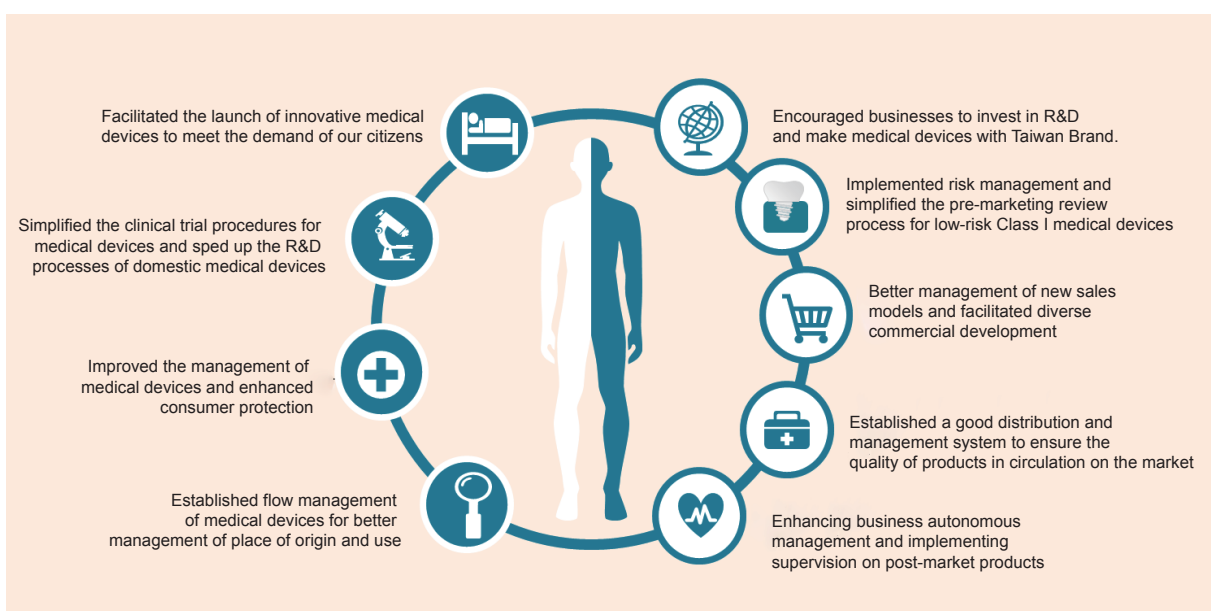 Facilitated the launch of innovative medical
devices to meet the demand of our citizens
Simplified the clinical trial procedures for
medical devices and sped up the R&D
processes of domestic medical devices
Improved the management of
medical devices and enhanced
consumer protection
Established flow management
of medical devices for better
management of place of origin and use
Encouraged businesses to invest in R&D
and make medical devices with Taiwan Brand.
Implemented risk management and
simplified the pre-marketing review
process for low-risk Class I medical devices
Better management of new sales
models and facilitated diverse
commercial development
Established a good distribution and
management system to ensure the
quality of products in circulation on the market
Enhancing business autonomous
management and implementing
supervision on post-market products